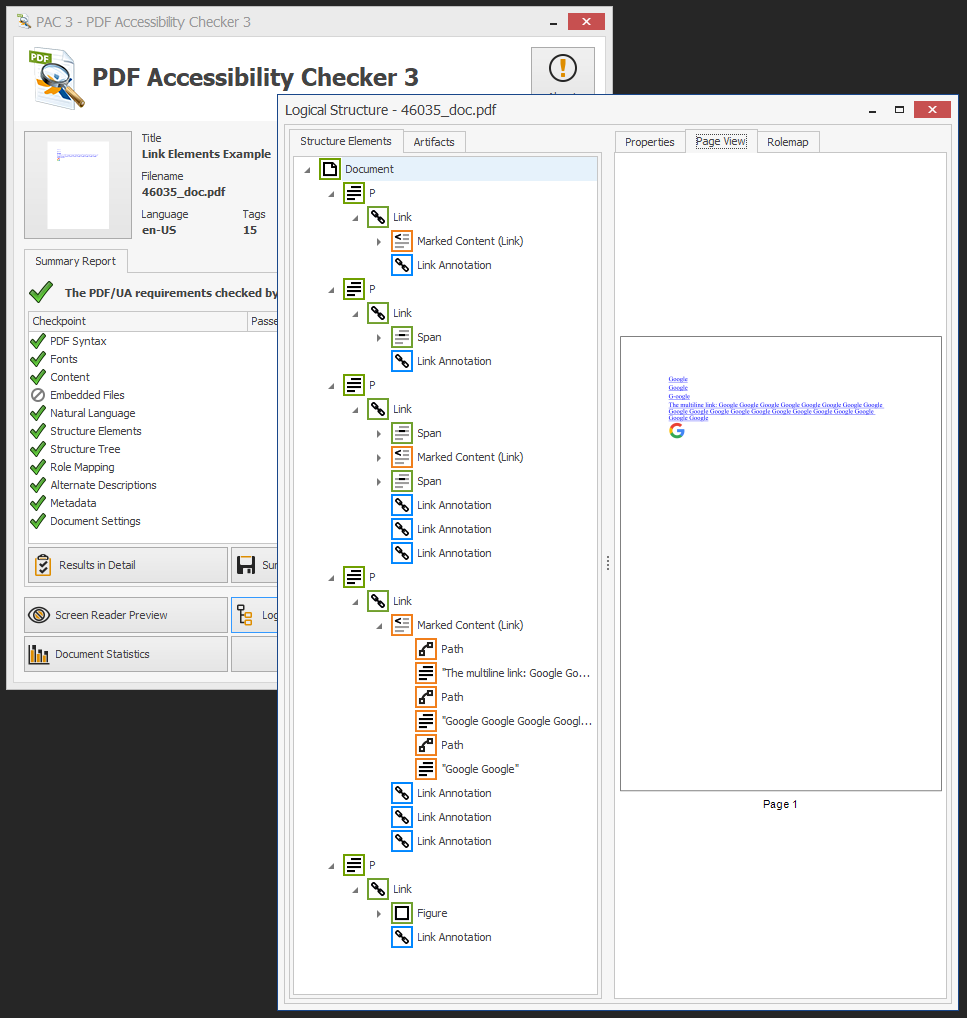 PAC 3 - PDF Accessibility Checker 3
PDF
PDF Accessibility Checker 3
Title
Link Elements Example
Filename
46035_doc.pdf
Language Tags
en-US 15
Summary Report
The PDF/UA requirements checked by
Checkpoint Passe
PDF Syntax
Fonts
Content
Embedded Files
Natural Language
Structure Elements
Structure Tree
Role Mapping
Alternate Descriptions
Metadata
Document Settings
Results in Detail
Screen Reader Preview
Document Statistics
Logical Structure - 46035_doc.pdf
Structure Elements Artifacts
Document
P
Link
Marked Content (Link)
Link Annotation
P
Link
Span
Link Annotation
P
Link
Span
Marked Content (Link)
Span
Link Annotation
Link Annotation
Link Annotation
P
Link
Marked Content (Link)
Path
"The multiline link: Google Go...
Path
"Google Google Google Googl...
Path
"Google Google"
Link Annotation
Link Annotation
Link Annotation
P
Link
Figure
Link Annotation
Properties Page View Rolemap
Google
Google
G-oogle
The multiline link: Google Google Google Google Google Google Google Google
Google Google Google Google Google Google Google Google Google Google
Google Google
G
Page 1